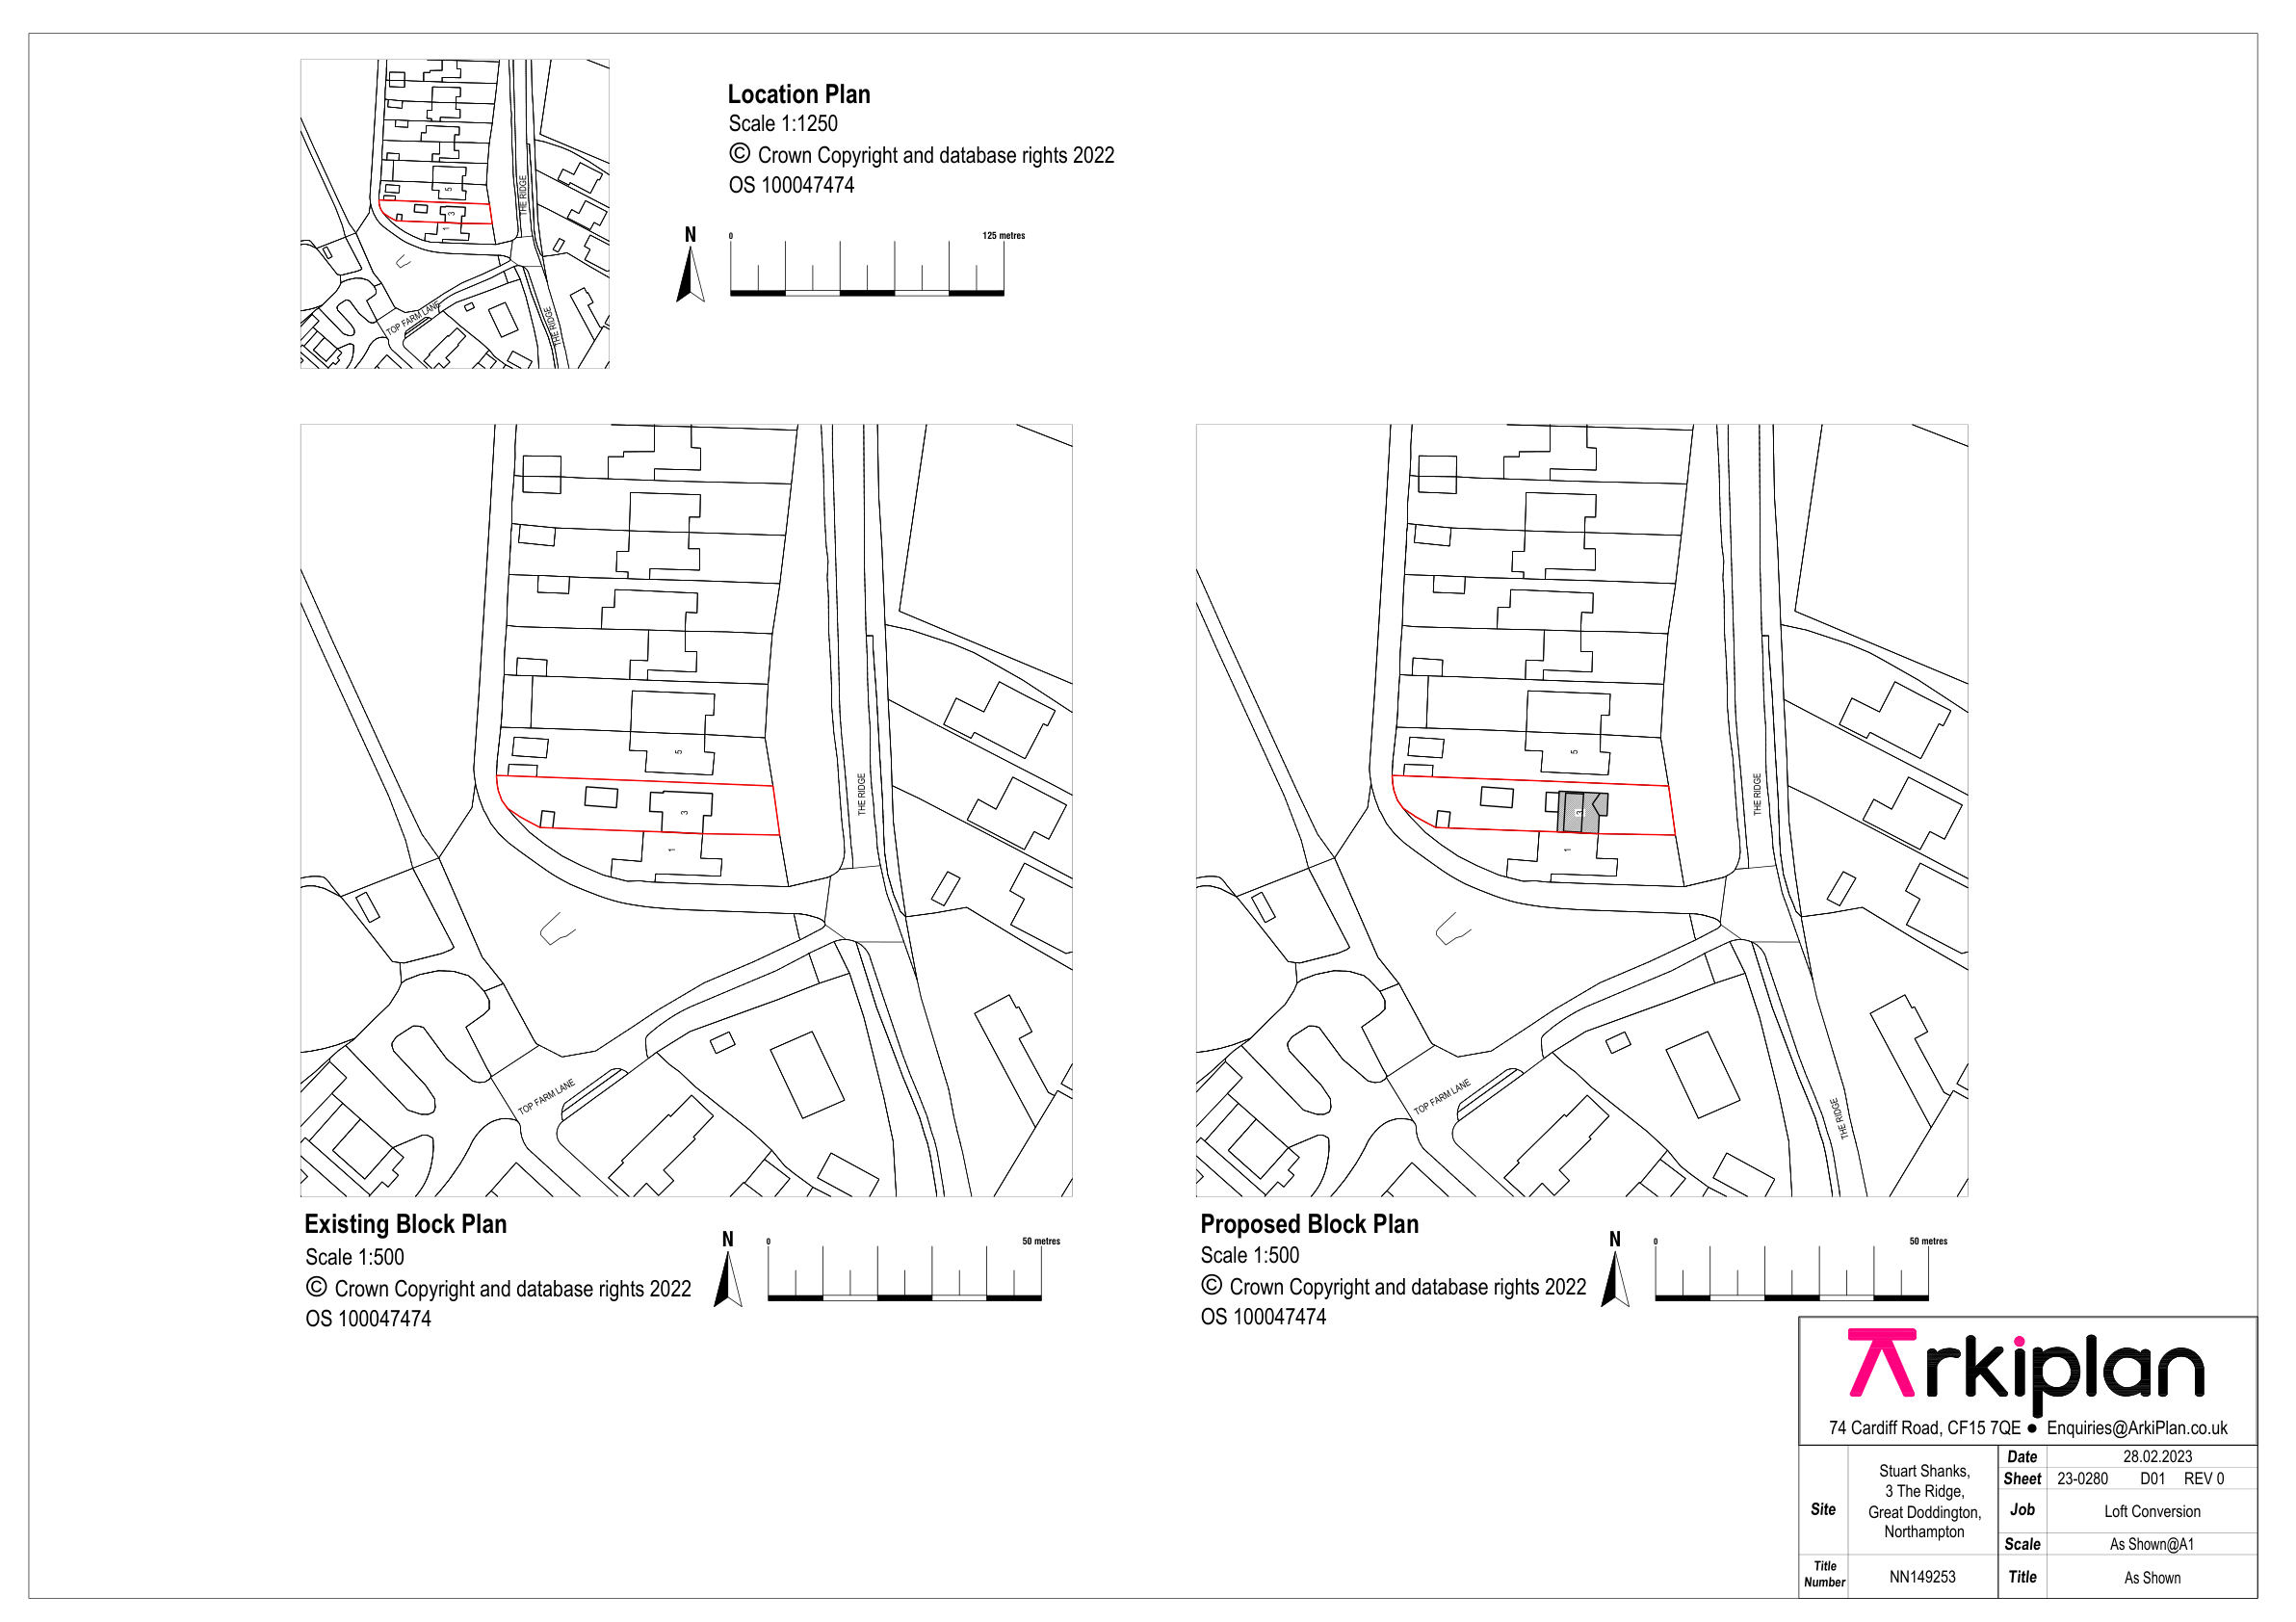 Location Plan
Scale 1:1250
© Crown Copyright and database rights 2022
OS 100047474
N
0
125 metres
5
3
1
THE RIDGE
TOP FARM LANE
THE RIDGE
5
3
1
THE RIDGE
TOP FARM LANE
5
3
1
THE RIDGE
TOP FARM LANE
THE RIDGE
Existing Block Plan
Scale 1:500
© Crown Copyright and database rights 2022
OS 100047474
N
0
50 metres
Proposed Block Plan
Scale 1:500
© Crown Copyright and database rights 2022
OS 100047474
N
0
50 metres
Arkiplan
74 Cardiff Road, CF15 7QE ● Enquiries@ArkiPlan.co.uk
Site
Stuart Shanks,
3 The Ridge,
Great Doddington,
Northampton
Title
Number
NN149253
Date 28.02.2023
Sheet 23-0280 D01 REV 0
Job Loft Conversion
Scale As Shown@A1
Title As Shown